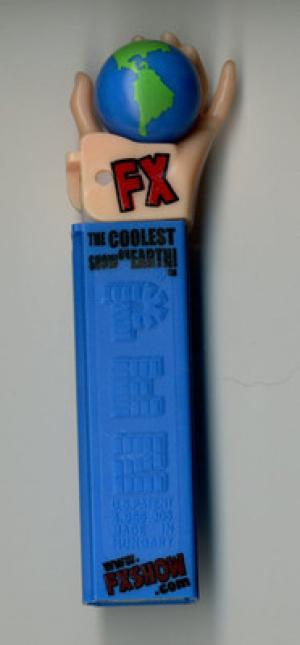 FX
THE COOLEST
SHOW ON EARTH!
PEZ
U.S. PATENT
4.966.305
MADE IN
HUNGARY
www.
FXSHOW
.com